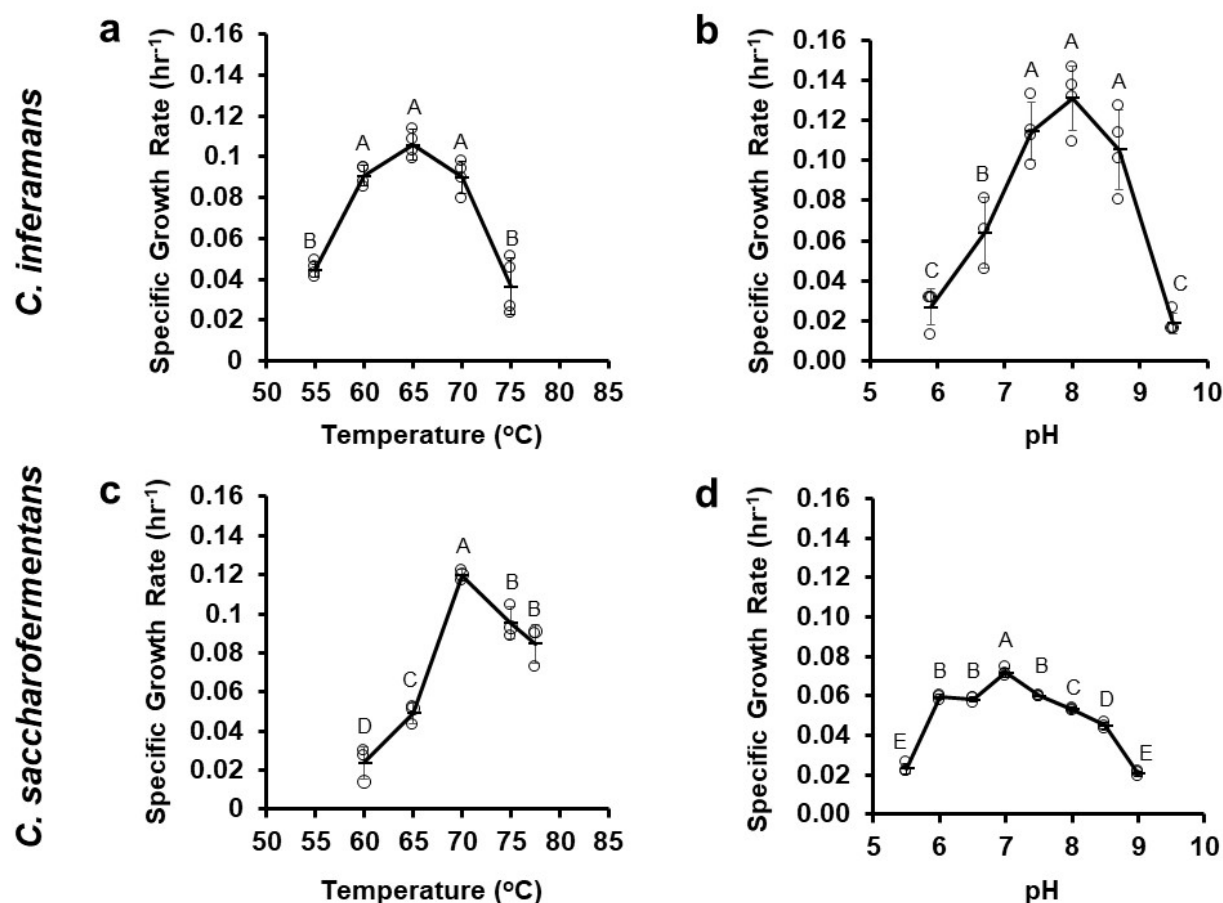 C. inferamans
a
Specific Growth Rate (hr-1)
0.16
0.14
0.12
0.1
0.08
0.06
0.04
0.02
0
B
A
A
A
B
50 55 60 65 70 75 80 85
Temperature (oC)
b
Specific Growth Rate (hr-1)
0.16
0.14
0.12
0.10
0.08
0.06
0.04
0.02
0.00
C
B
A
A
A
C
5 6 7 8 9 10
pH
C. saccharofermentans
c
Specific Growth Rate (hr-1)
0.16
0.14
0.12
0.1
0.08
0.06
0.04
0.02
0
D
C
A
B
B
50 55 60 65 70 75 80 85
Temperature (oC)
d
Specific Growth Rate (hr-1)
0.16
0.14
0.12
0.10
0.08
0.06
0.04
0.02
0.00
E
B
B
A
B
C
D
E
5 6 7 8 9 10
pH